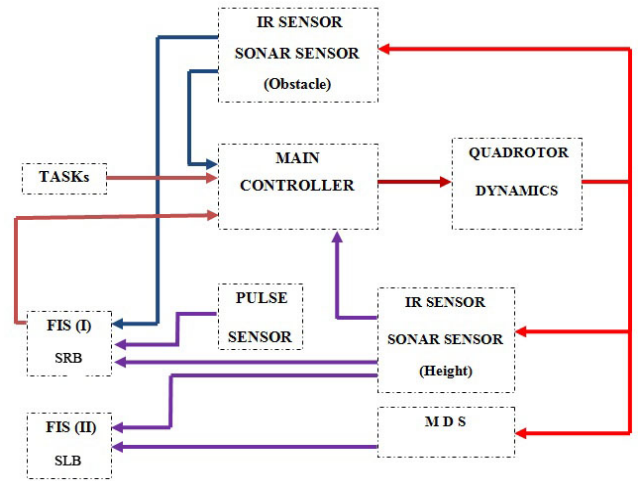 IR SENSOR
SONAR SENSOR
(Obstacle)
MAIN
CONTROLLER
QUADROTOR
DYNAMICS
TASKs
PULSE
SENSOR
IR SENSOR
SONAR SENSOR
(Height)
FIS (I)
SRB
FIS (II)
SLB
M D S